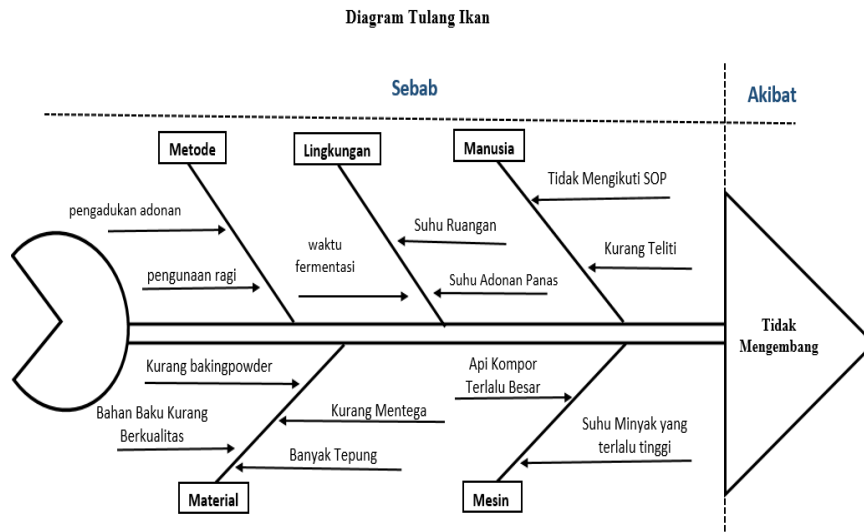 Diagram Tulang Ikan
Sebab
Akibat
Metode
Lingkungan
Manusia
Tidak Mengikuti SOP
pengadukan adonan
Suhu Ruangan
waktu
fermentasi
Kurang Teliti
pengunaan ragi
Suhu Adonan Panas
Tidak
Mengembang
Kurang bakingpowder
Api Kompor
Terlalu Besar
Bahan Baku Kurang
Berkualitas
Kurang Mentega
Suhu Minyak yang
terlalu tinggi
Banyak Tepung
Material
Mesin